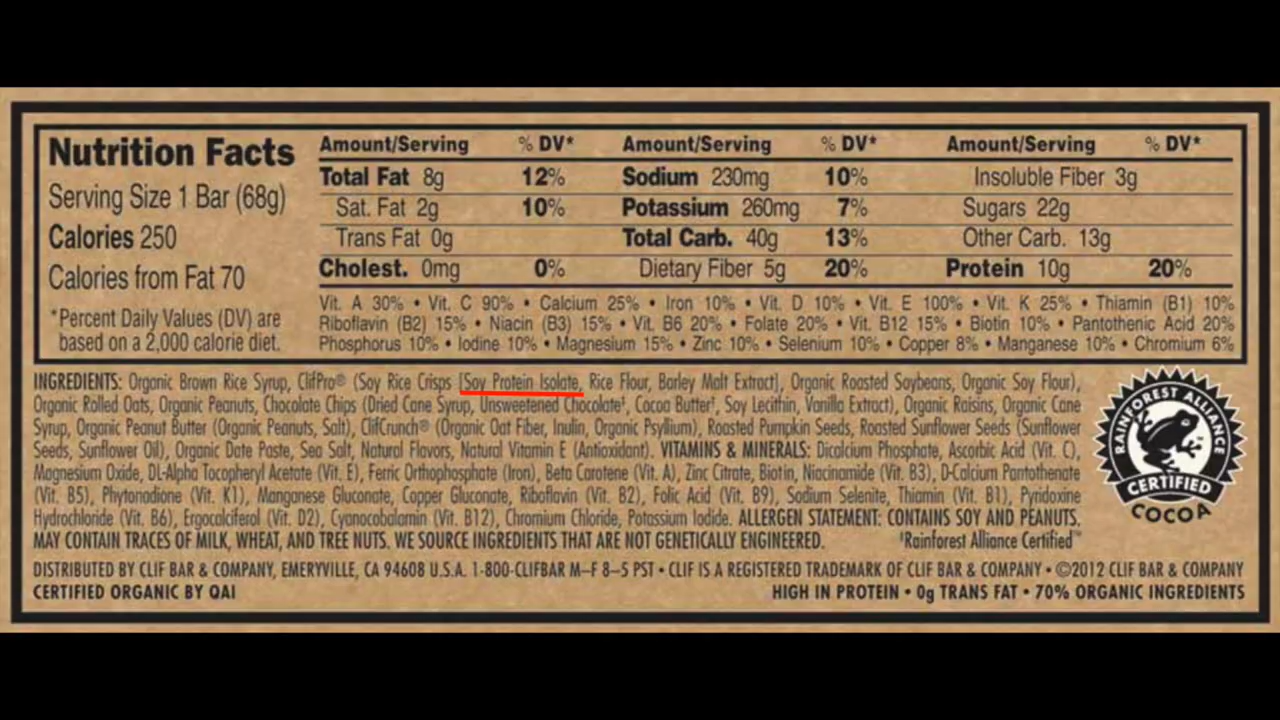 Nutrition Facts
Serving Size 1 Bar (68g)
Calories 250
Calories from Fat 70
*Percent Daily Values (DV) are
based on a 2,000 calorie diet.
Amount/Serving % DV*
Total Fat 8g 12%
Sat. Fat 2g 10%
Trans Fat 0g
Cholest. 0mg 0%
Amount/Serving % DV*
Sodium 230mg 10%
Potassium 260mg 7%
Total Carb. 40g 13%
Dietary Fiber 5g 20%
Amount/Serving % DV*
Insoluble Fiber 3g
Sugars 22g
Other Carb. 13g
Protein 10g 20%
Vit. A 30% • Vit. C 90% • Calcium 25% • Iron 10% • Vit. D 10% • Vit. E 100% • Vit. K 25% • Thiamin (B1) 10%
Riboflavin (B2) 15% • Niacin (B3) 15% • Vit. B6 20% • Folate 20% • Vit. B12 15% • Biotin 10% • Pantothenic Acid 20%
Phosphorus 10% • Iodine 10% • Magnesium 15% • Zinc 10% • Selenium 10% • Copper 8% • Manganese 10% • Chromium 6%
INGREDIENTS: Organic Brown Rice Syrup, ClifPro® (Soy Rice Crisps [Soy Protein Isolate, Rice Flour, Barley Malt Extract], Organic Roasted Soybeans, Organic Soy Flour),
Organic Rolled Oats, Organic Peanuts, Chocolate Chips (Dried Cane Syrup, Unsweetened Chocolate‡, Cocoa Butter‡, Soy Lecithin, Vanilla Extract), Organic Raisins, Organic Cane
Syrup, Organic Peanut Butter (Organic Peanuts, Salt), ClifCrunch® (Organic Oat Fiber, Inulin, Organic Psyllium), Roasted Pumpkin Seeds, Roasted Sunflower Seeds (Sunflower
Seeds, Sunflower Oil), Organic Date Paste, Sea Salt, Natural Flavors, Natural Vitamin E (Antioxidant). VITAMINS & MINERALS: Dicalcium Phosphate, Ascorbic Acid (Vit. C),
Magnesium Oxide, DL-Alpha Tocopheryl Acetate (Vit. E), Ferric Orthophosphate (Iron), Beta Carotene (Vit. A), Zinc Citrate, Biotin, Niacinamide (Vit. B3), D-Calcium Pantothenate
(Vit. B5), Phytonadione (Vit. K1), Manganese Gluconate, Copper Gluconate, Riboflavin (Vit. B2), Folic Acid (Vit. B9), Sodium Selenite, Thiamin (Vit. B1), Pyridoxine
Hydrochloride (Vit. B6), Ergocalciferol (Vit. D2), Cyanocobalamin (Vit. B12), Chromium Chloride, Potassium Iodide. ALLERGEN STATEMENT: CONTAINS SOY AND PEANUTS.
MAY CONTAIN TRACES OF MILK, WHEAT, AND TREE NUTS. WE SOURCE INGREDIENTS THAT ARE NOT GENETICALLY ENGINEERED. ‡Rainforest Alliance Certified™
RAINFOREST ALLIANCE
CERTIFIED
COCOA
DISTRIBUTED BY CLIF BAR & COMPANY, EMERYVILLE, CA 94608 U.S.A. 1-800-CLIFBAR M–F 8–5 PST • CLIF IS A REGISTERED TRADEMARK OF CLIF BAR & COMPANY • ©2012 CLIF BAR & COMPANY
CERTIFIED ORGANIC BY QAI HIGH IN PROTEIN • 0g TRANS FAT • 70% ORGANIC INGREDIENTS